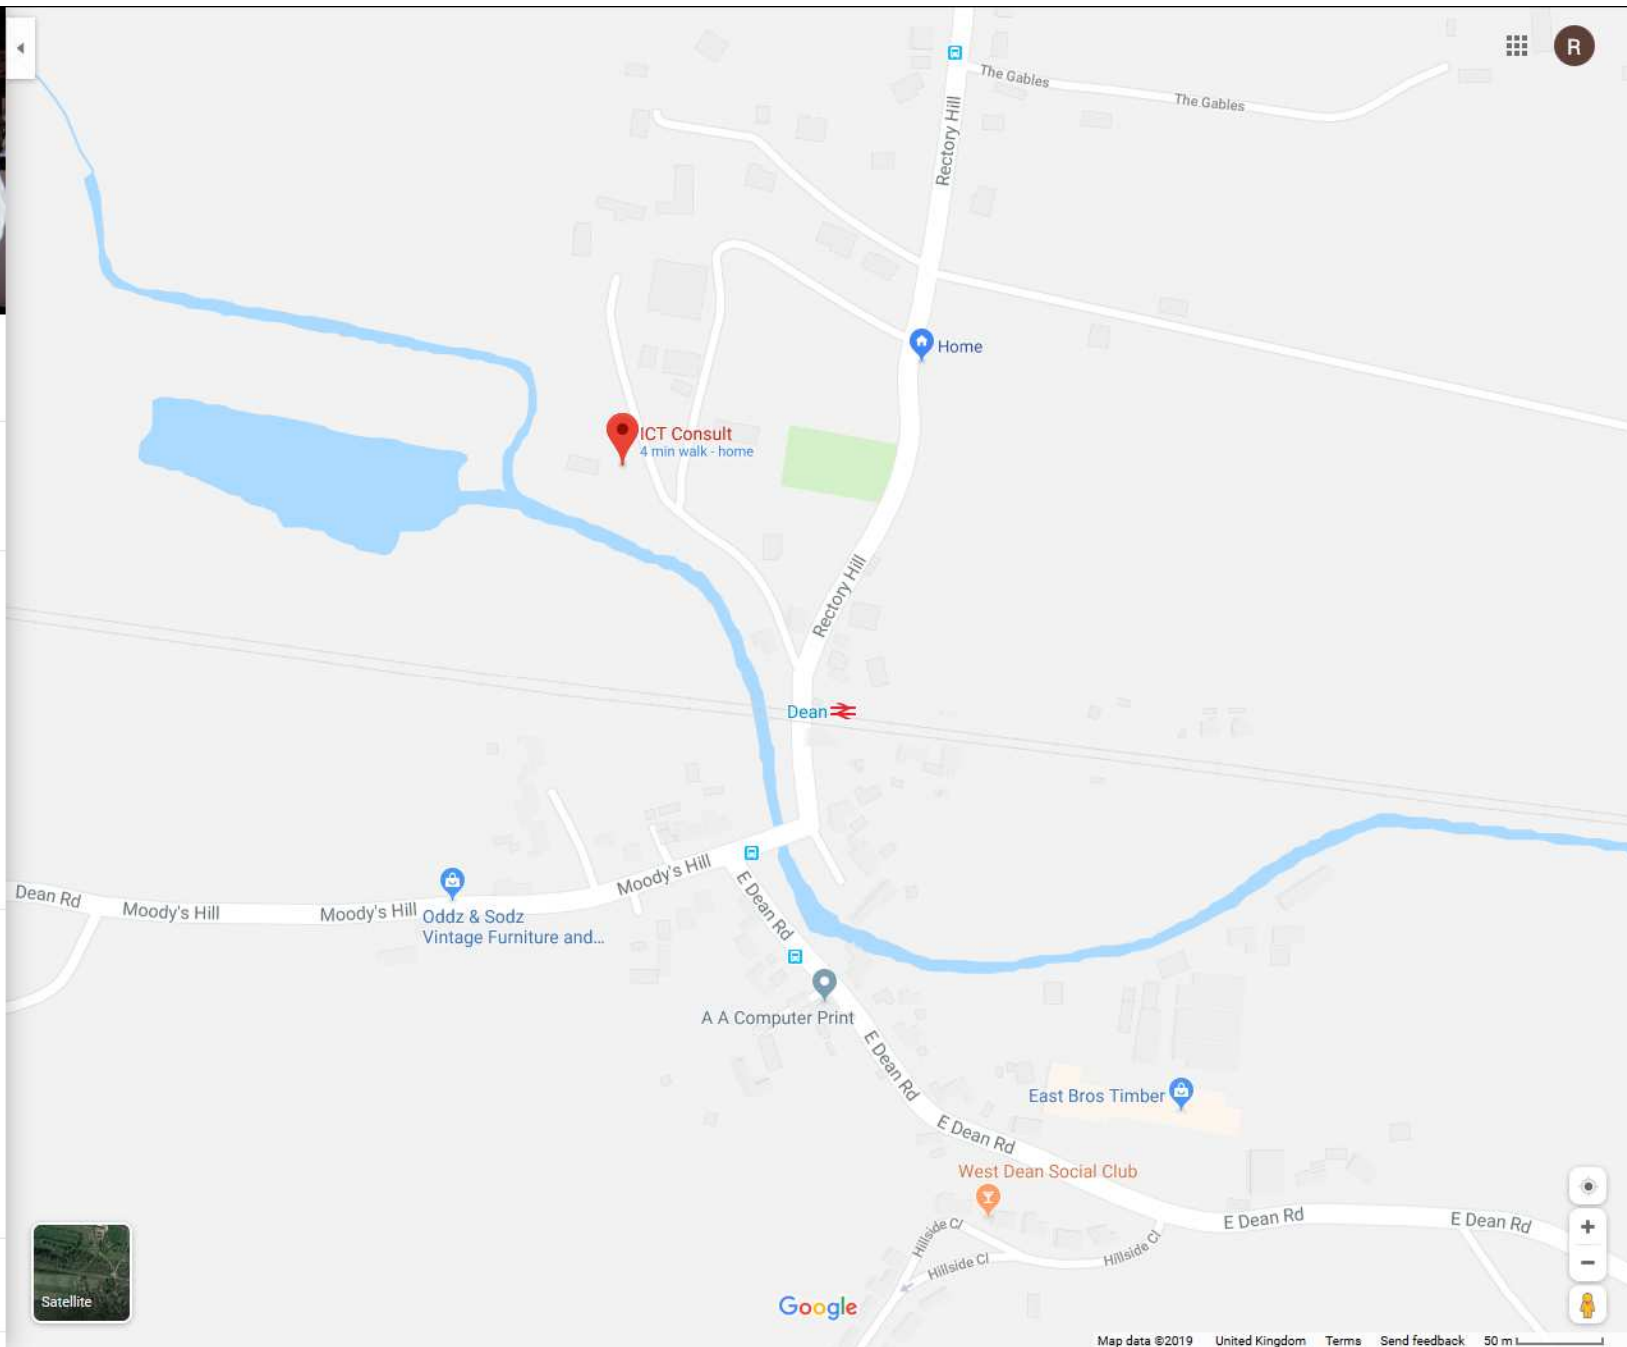 R
The Gables
The Gables
Rectory Hill
Home
ICT Consult
4 min walk - home
Rectory Hill
Dean
Moody's Hill
Dean Rd
Moody's Hill
Moody's Hill
Oddz & Sodz
Vintage Furniture and...
E Dean Rd
A A Computer Print
E Dean Rd
East Bros Timber
E Dean Rd
West Dean Social Club
E Dean Rd
E Dean Rd
Hillside Cl
Hillside Cl
Hillside Cl
Satellite
Google
Map data ©2019 United Kingdom Terms Send feedback 50 m